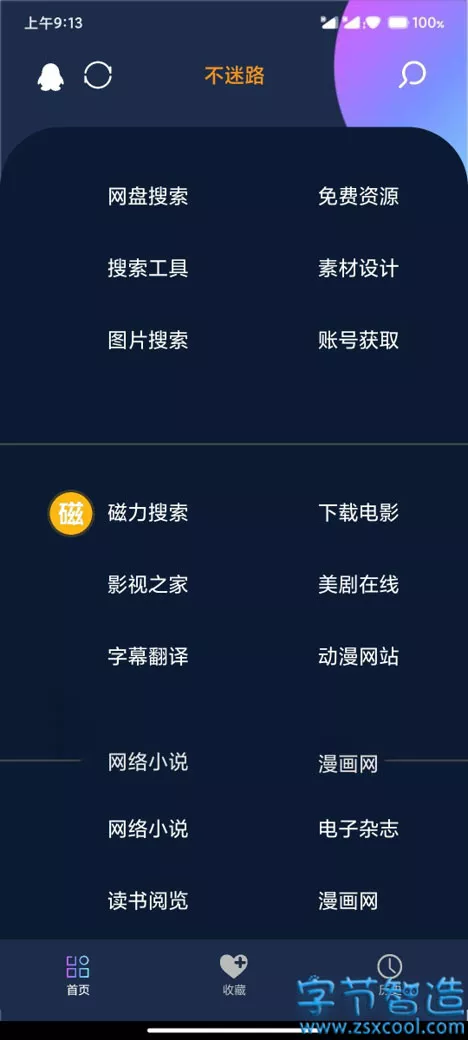 上午9:13 100%
不迷路
网盘搜索 免费资源
搜索工具 素材设计
图片搜索 账号获取
磁 磁力搜索 下载电影
影视之家 美剧在线
字幕翻译 动漫网站
网络小说 漫画网
网络小说 电子杂志
读书阅览 漫画网
首页 收藏
字节智造
www.zsxcool.com